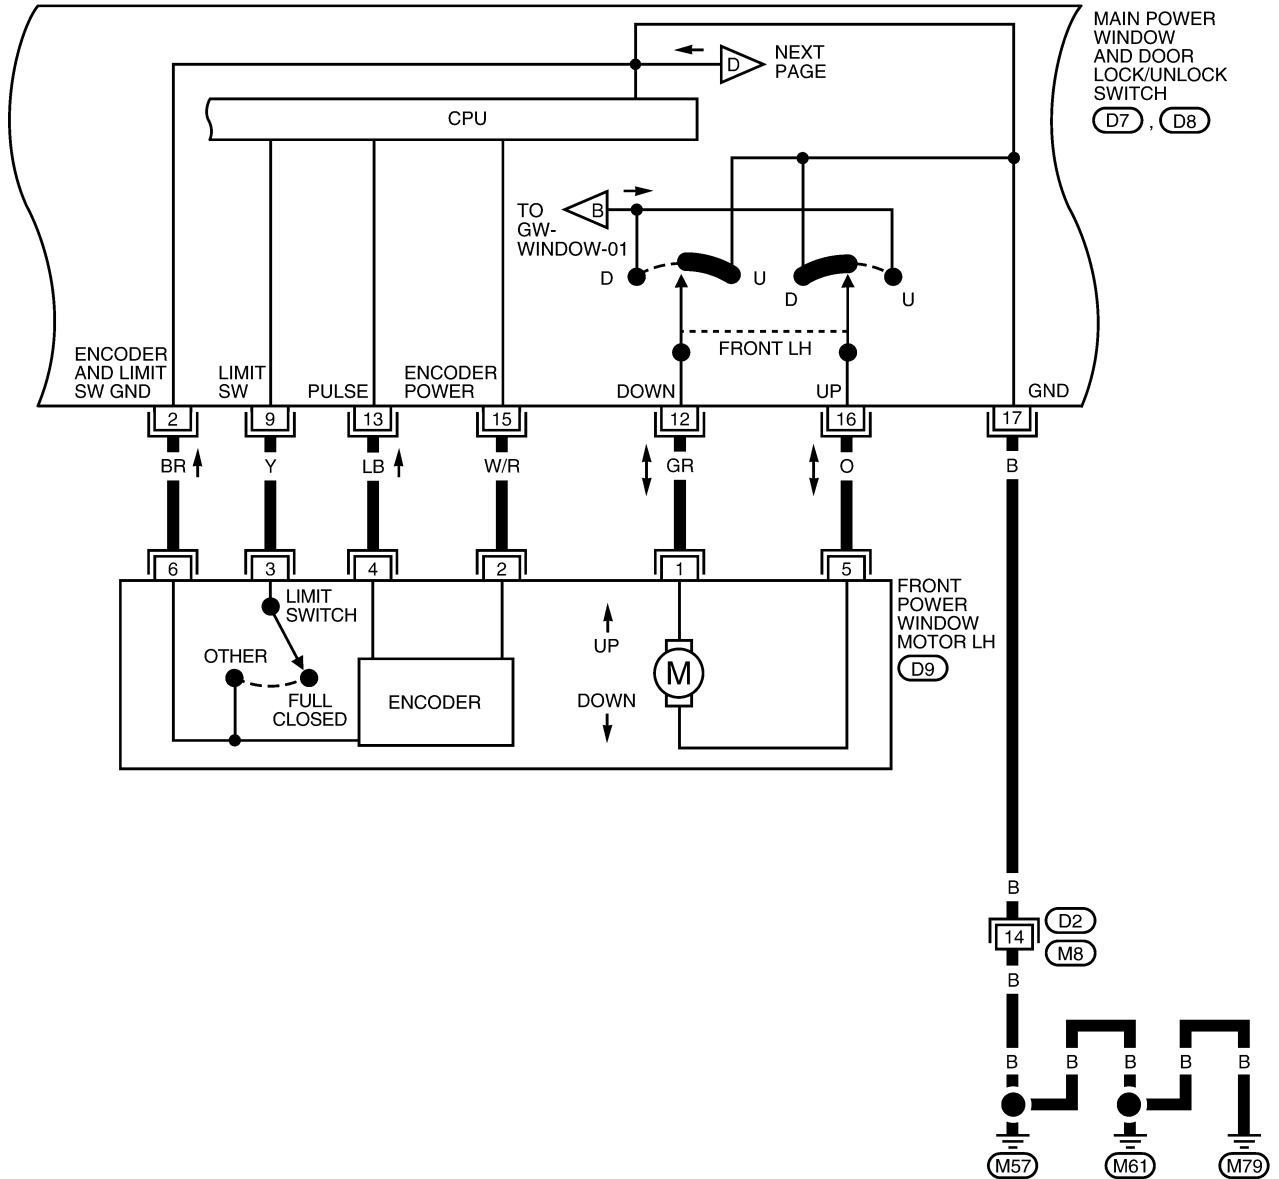 MAIN POWER
WINDOW
AND DOOR
LOCK/UNLOCK
SWITCH
D7 , D8
D
NEXT
PAGE
CPU
TO
GW-
WINDOW-01
B
D
U
D
U
FRONT LH
ENCODER
AND LIMIT
SW GND
LIMIT
SW
PULSE
ENCODER
POWER
DOWN
UP
GND
2
9
13
15
12
16
17
BR
Y
LB
W/R
GR
O
B
6
3
4
2
1
5
FRONT
POWER
WINDOW
MOTOR LH
D9
LIMIT
SWITCH
OTHER
FULL
CLOSED
ENCODER
UP
DOWN
M
B
14
D2
M8
B
B
B
B
B
B
M57
M61
M79